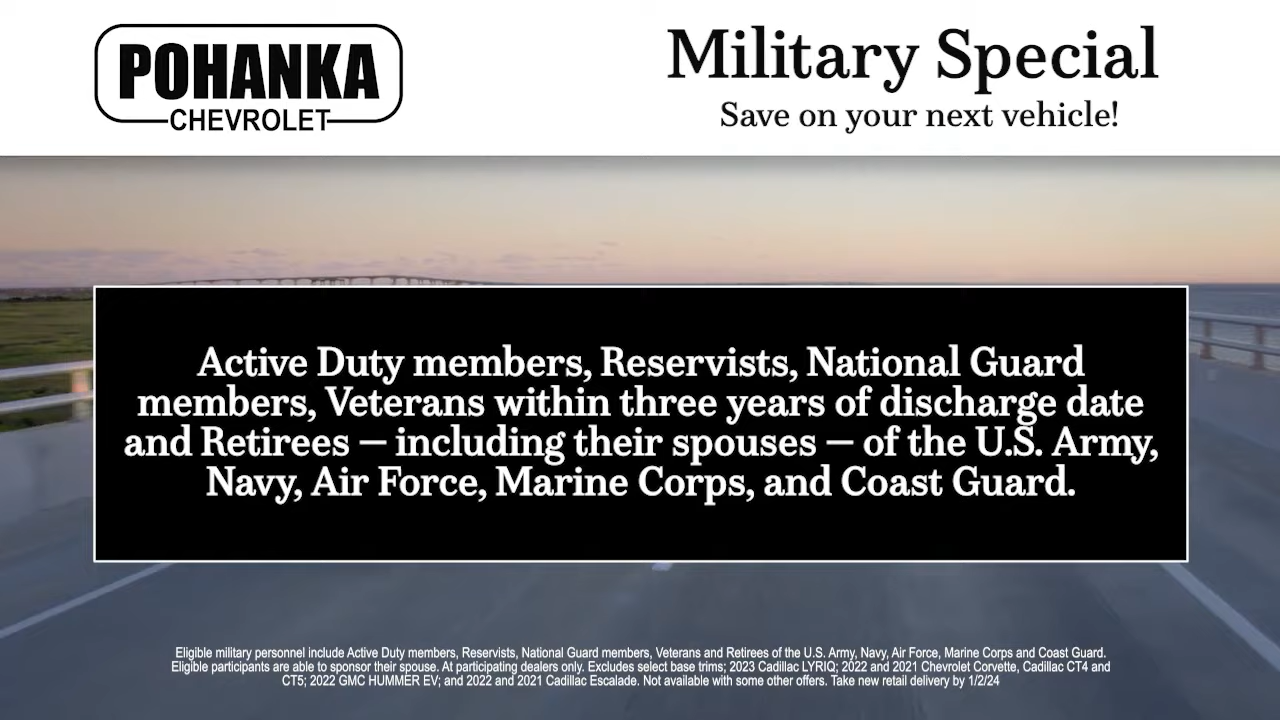 POHANKA
CHEVROLET
Military Special
Save on your next vehicle!
Active Duty members, Reservists, National Guard
members, Veterans within three years of discharge date
and Retirees — including their spouses — of the U.S. Army,
Navy, Air Force, Marine Corps, and Coast Guard.
Eligible military personnel include Active Duty members, Reservists, National Guard members, Veterans and Retirees of the U.S. Army, Navy, Air Force, Marine Corps and Coast Guard.
Eligible participants are able to sponsor their spouse. At participating dealers only. Excludes select base trims; 2023 Cadillac LYRIQ; 2022 and 2021 Chevrolet Corvette, Cadillac CT4 and
CT5; 2022 GMC HUMMER EV; and 2022 and 2021 Cadillac Escalade. Not available with some other offers. Take new retail delivery by 1/2/24